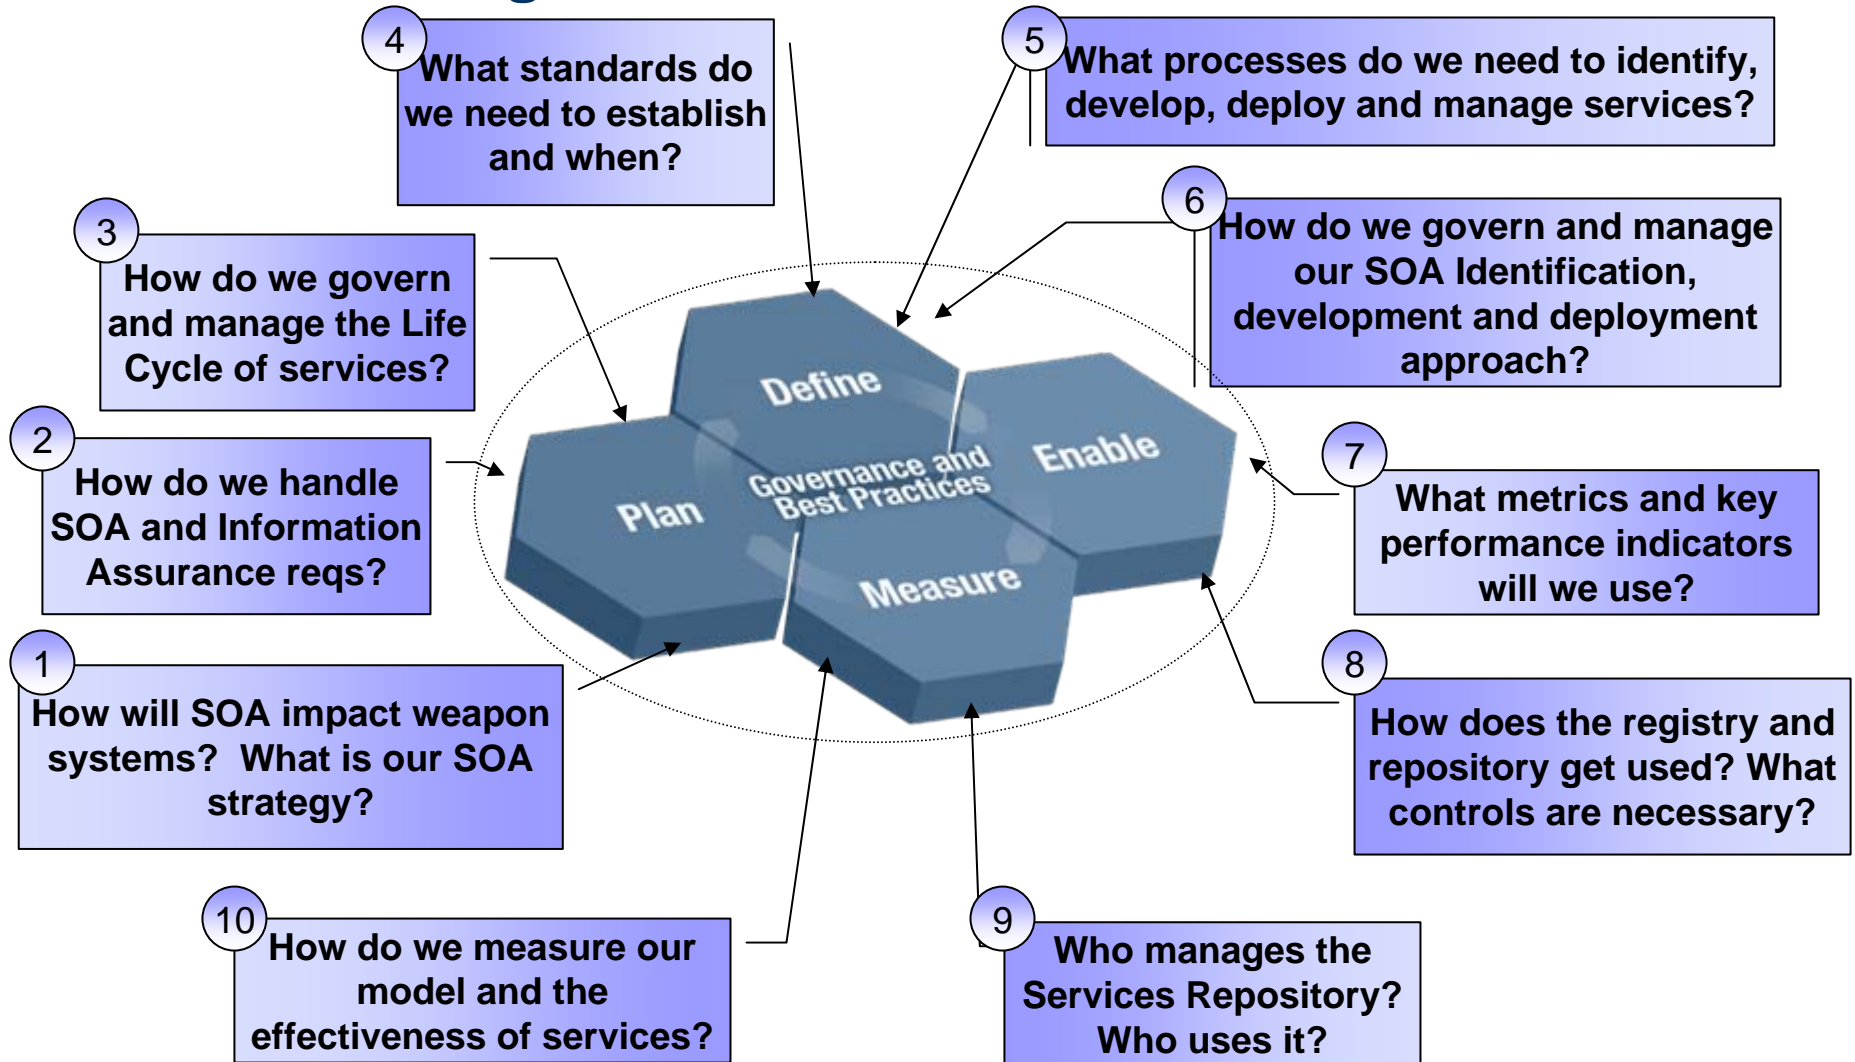 4
What standards do
we need to establish
and when?
5
What processes do we need to identify,
develop, deploy and manage services?
3
How do we govern
and manage the Life
Cycle of services?
6
How do we govern and manage
our SOA Identification,
development and deployment
approach?
2
How do we handle
SOA and Information
Assurance reqs?
Define
Enable
Plan
Governance and
Best Practices
Measure
7
What metrics and key
performance indicators
will we use?
1
How will SOA impact weapon
systems?  What is our SOA
strategy?
8
How does the registry and
repository get used? What
controls are necessary?
10
How do we measure our
model and the
effectiveness of services?
9
Who manages the
Services Repository?
Who uses it?